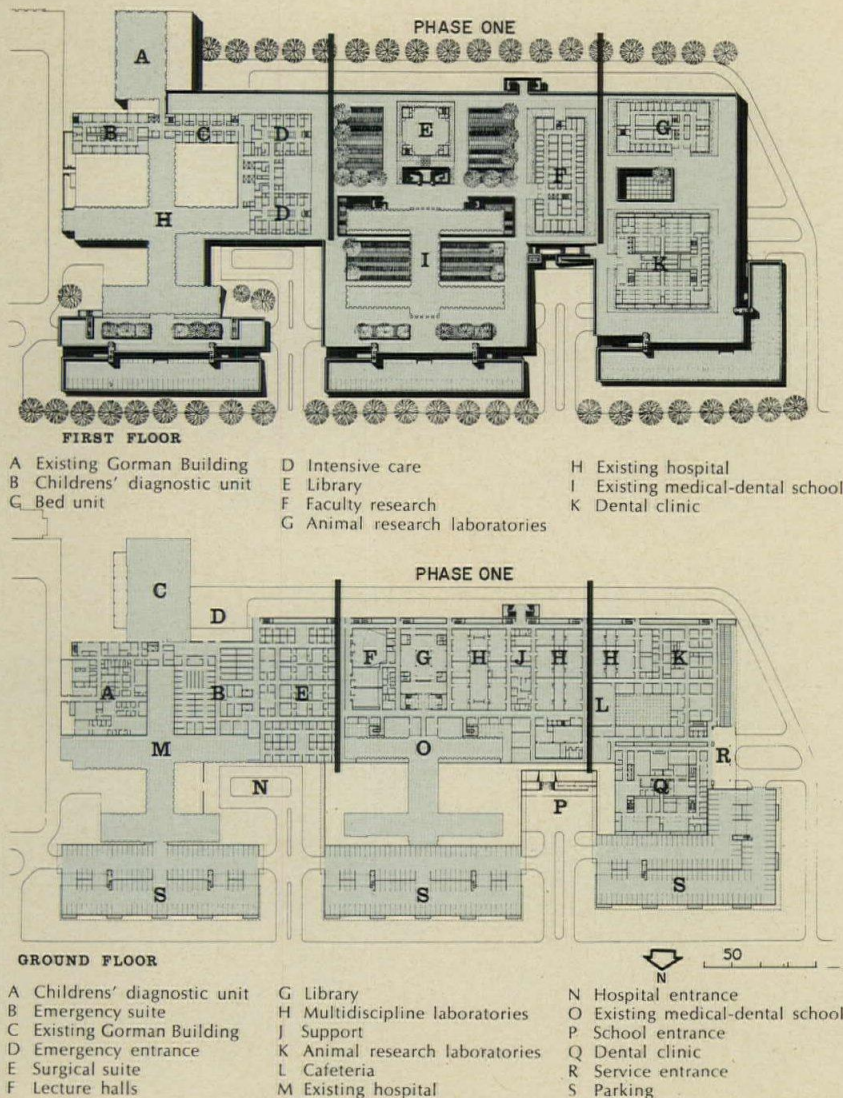 PHASE ONE
A
B
C
D
E
G
F
D
H
I
K
FIRST FLOOR
A Existing Gorman Building
B Childrens' diagnostic unit
C Bed unit
D Intensive care
E Library
F Faculty research
G Animal research laboratories
H Existing hospital
I Existing medical-dental school
K Dental clinic
PHASE ONE
C
D
F
G
H
J
H
H
K
A
B
E
L
M
O
R
N
P
Q
S
S
S
GROUND FLOOR
N
50
A Childrens' diagnostic unit
B Emergency suite
C Existing Gorman Building
D Emergency entrance
E Surgical suite
F Lecture halls
G Library
H Multidiscipline laboratories
J Support
K Animal research laboratories
L Cafeteria
M Existing hospital
N Hospital entrance
O Existing medical-dental school
P School entrance
Q Dental clinic
R Service entrance
S Parking